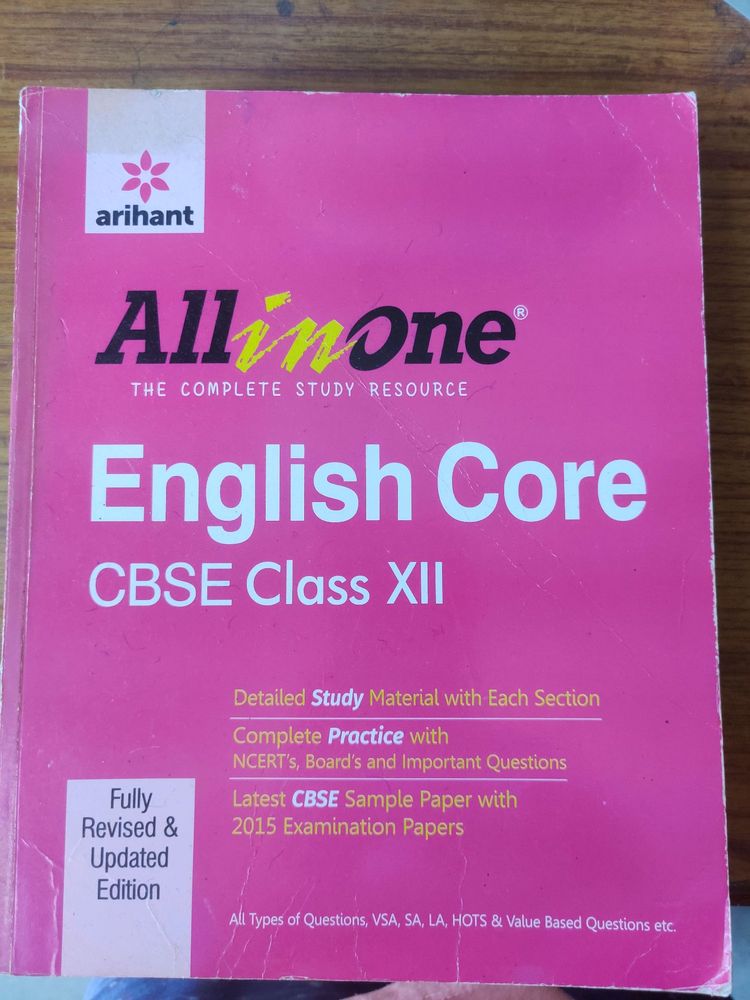 arihant
All in One®
THE COMPLETE STUDY RESOURCE
English Core
CBSE Class XII
Detailed Study Material with Each Section
Complete Practice with
NCERT's, Board's and Important Questions
Latest CBSE Sample Paper with
2015 Examination Papers
Fully
Revised &
Updated
Edition
All Types of Questions, VSA, SA, LA, HOTS & Value Based Questions etc.